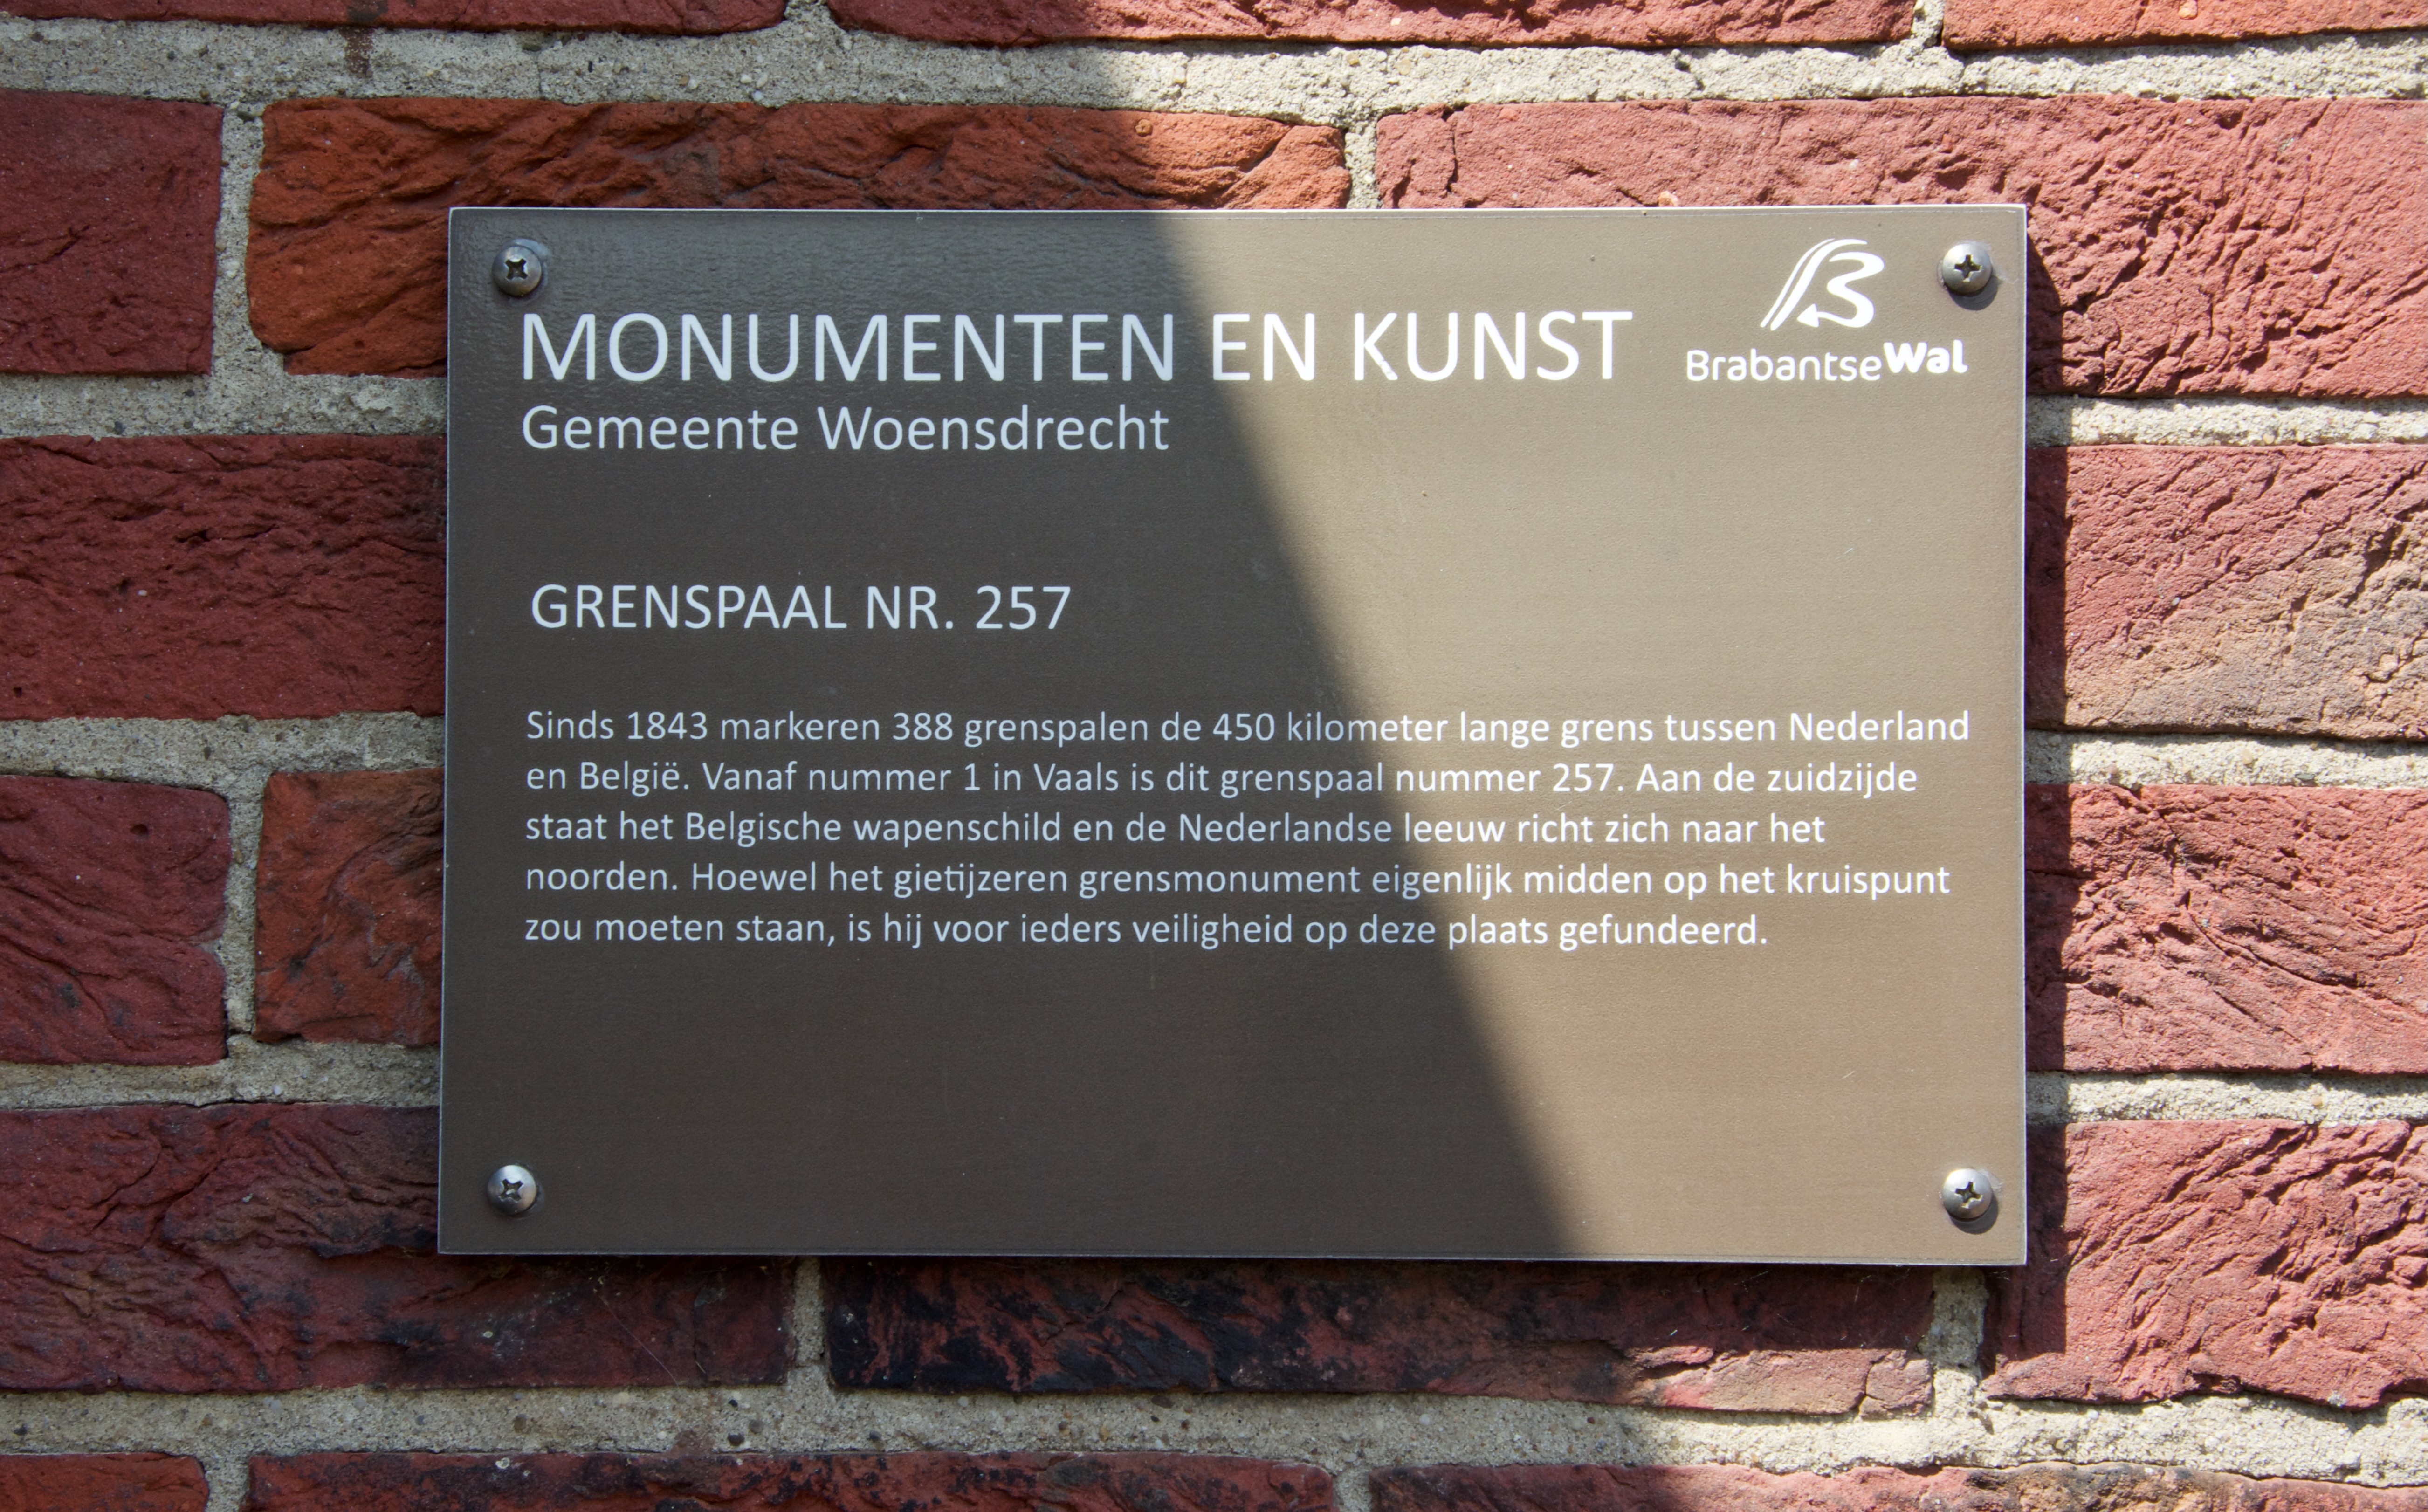 MONUMENTEN EN KUNST
BrabantseWal
Gemeente Woensdrecht
GRENSPAAL NR. 257
Sinds 1843 markeren 388 grenspalen de 450 kilometer lange grens tussen Nederland
en België. Vanaf nummer 1 in Vaals is dit grenspaal nummer 257. Aan de zuidzijde
staat het Belgische wapenschild en de Nederlandse leeuw richt zich naar het
noorden. Hoewel het gietijzeren grensmonument eigenlijk midden op het kruispunt
zou moeten staan, is hij voor ieders veiligheid op deze plaats gefundeerd.